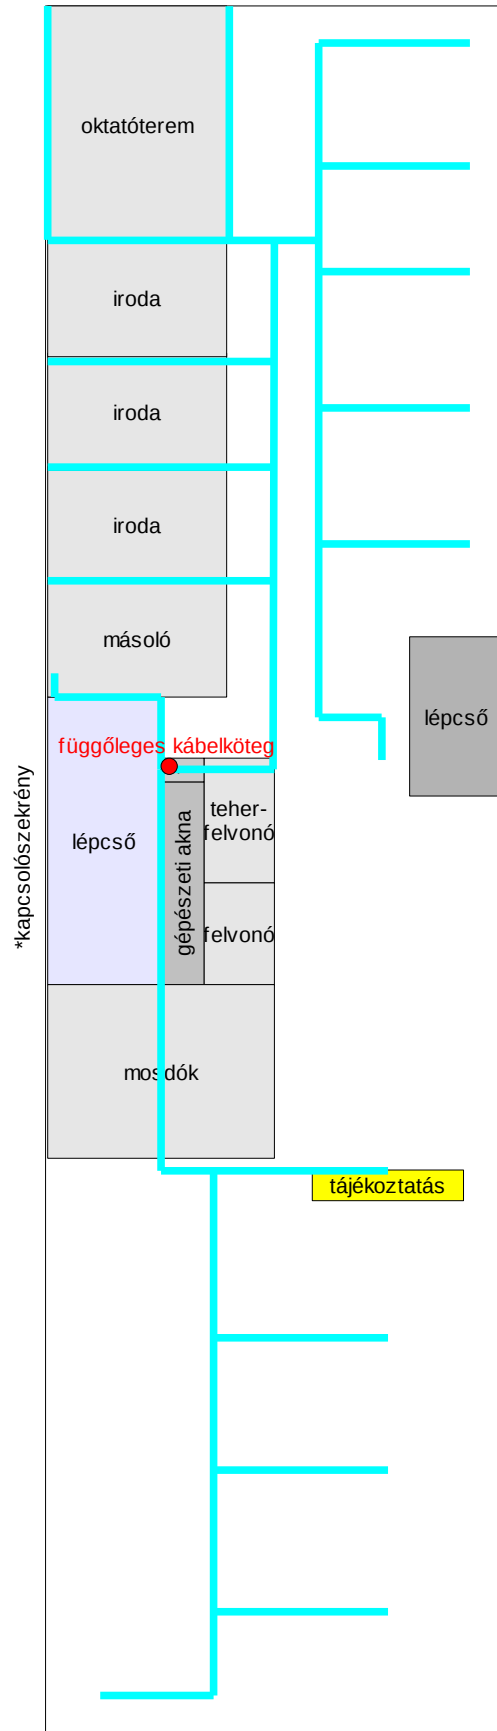 oktatóterem
iroda
iroda
iroda
másoló
lépcső
függőleges kábelköteg
*kapcsolószekrény
lépcső
gépészeti akna
teher-
felvonó
felvonó
mosdók
tájékoztatás